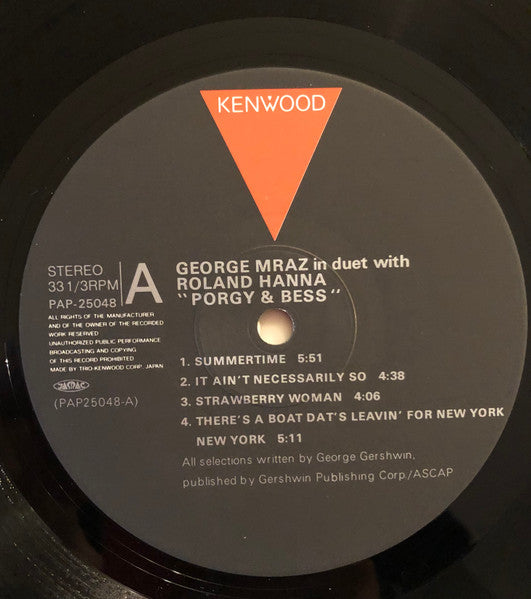 KENWOOD
GEORGE MRAZ in duet with
ROLAND HANNA
"PORGY & BESS"
STEREO
33 1/3RPM
PAP-25048
A
ALL RIGHTS OF THE MANUFACTURER
AND OF THE OWNER OF THE RECORDED
WORK RESERVED
UNAUTHORIZED PUBLIC PERFORMANCE
BROADCASTING AND COPYING
OF THIS RECORD PROHIBITED
MADE BY TRIO-KENWOOD CORP. JAPAN
JASRAC
(PAP25048-A)
1. SUMMERTIME 5:51
2. IT AIN'T NECESSARILY SO 4:38
3. STRAWBERRY WOMAN 4:06
4. THERE'S A BOAT DAT'S LEAVIN' FOR NEW YORK
NEW YORK 5:11
All selections written by George Gershwin,
published by Gershwin Publishing Corp./ASCAP